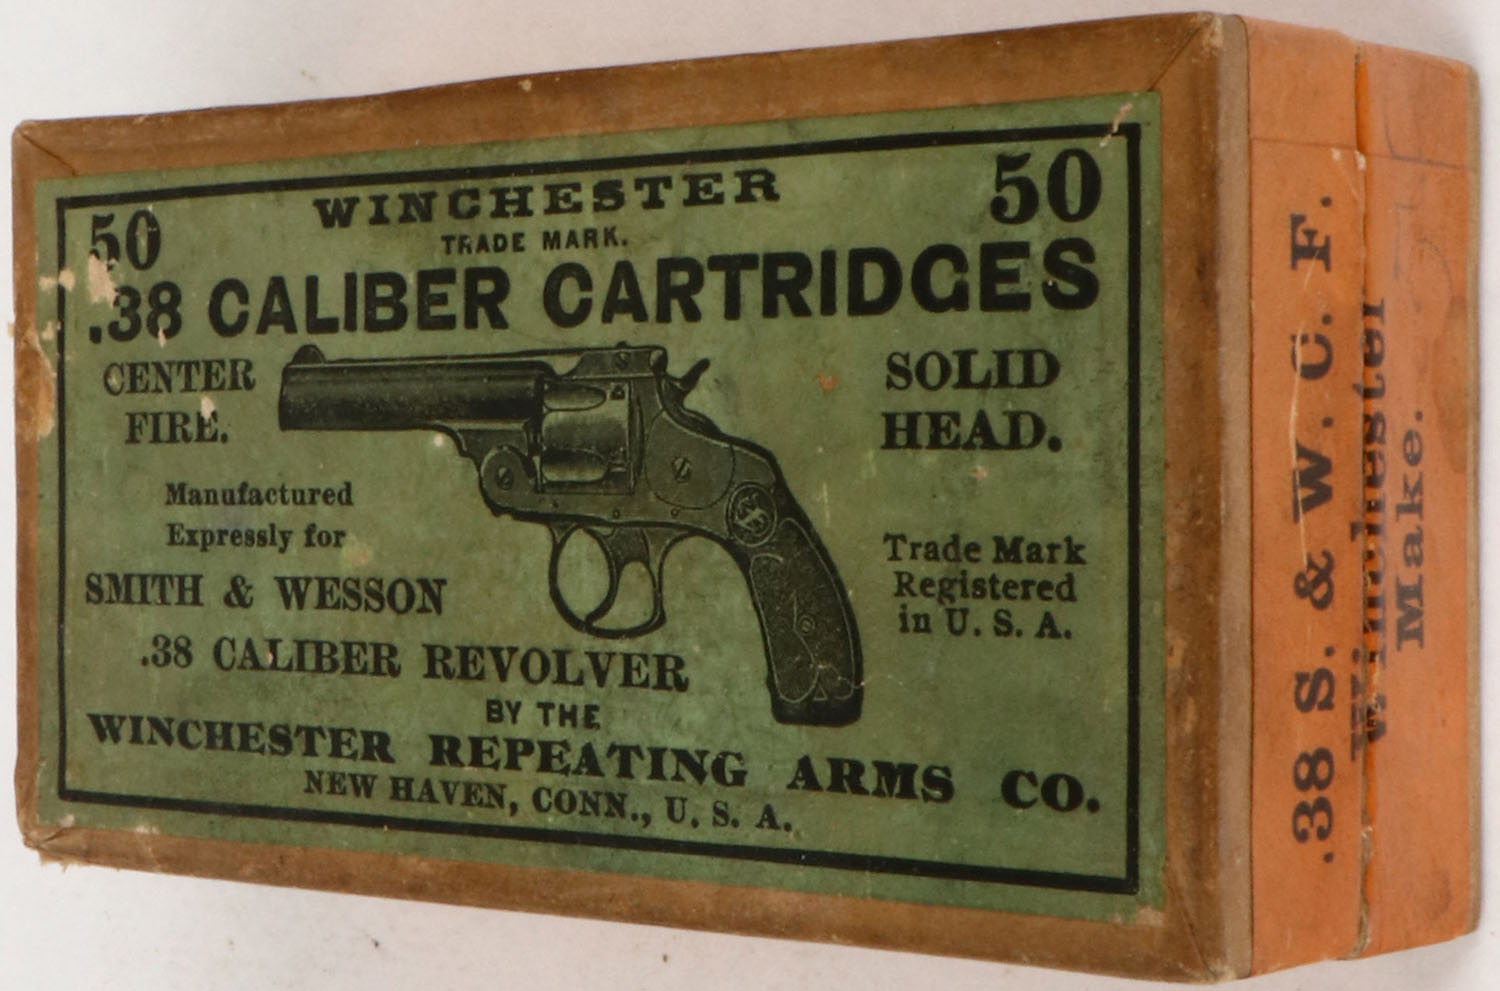 50 WINCHESTER 50
TRADE MARK.
.38 CALIBER CARTRIDGES
CENTER
FIRE.
SOLID
HEAD.
Manufactured
Expressly for
SMITH & WESSON
Trade Mark
Registered
in U. S. A.
.38 CALIBER REVOLVER
BY THE
WINCHESTER REPEATING ARMS CO.
NEW HAVEN, CONN., U. S. A.
.38 S. & W. C. F.
Winchester
Make.